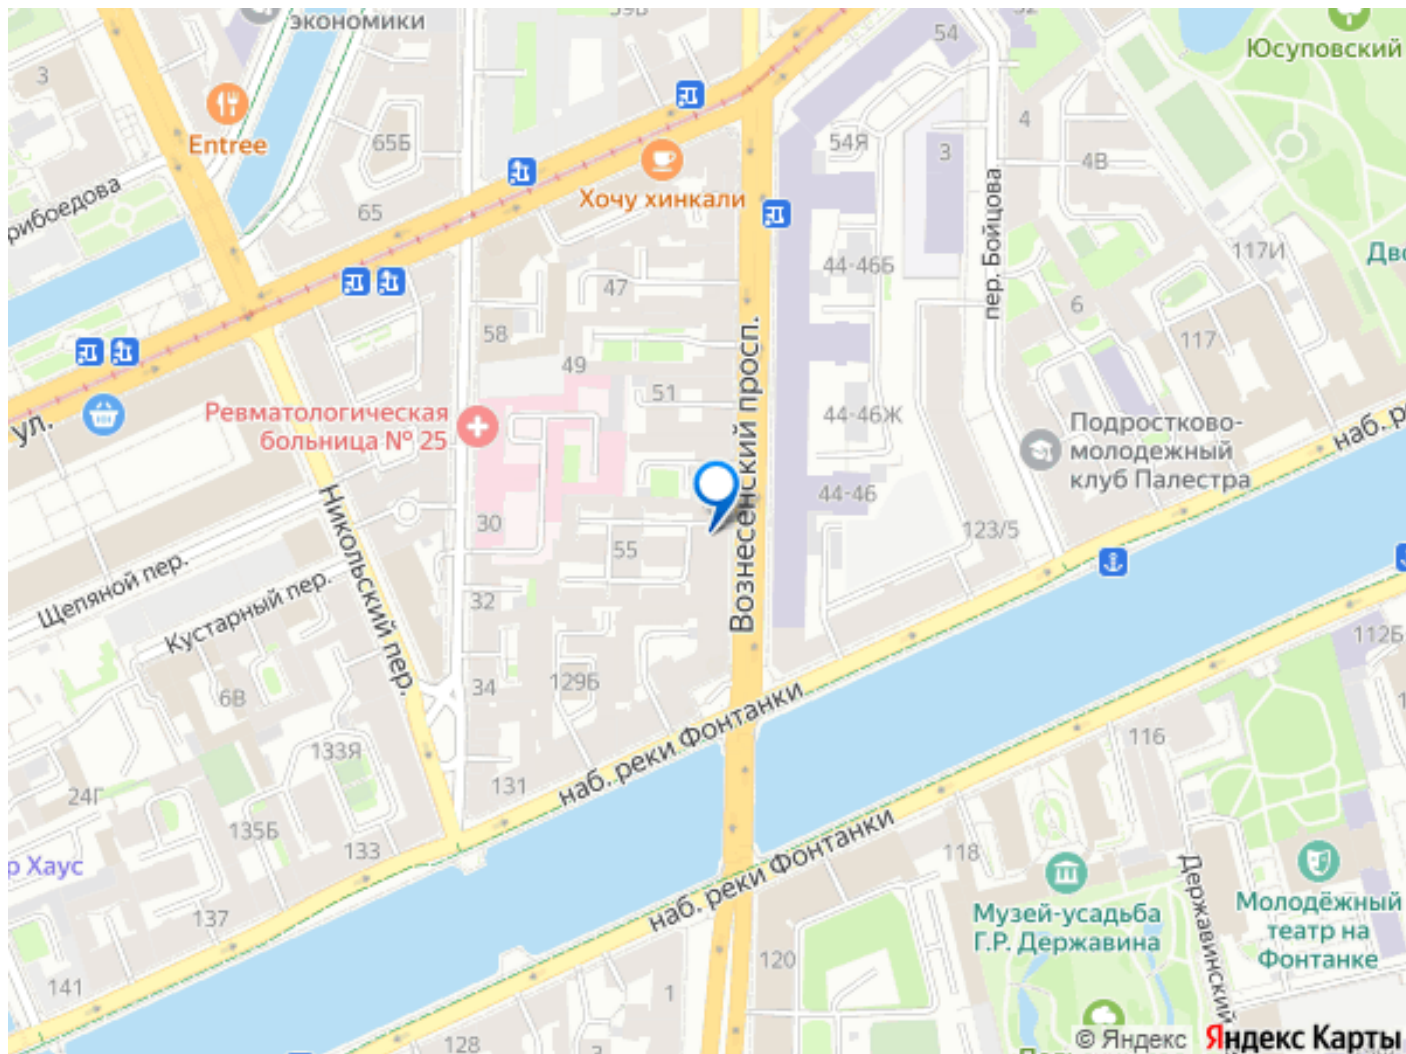 экономики
54
Юсуповский
3
Entree
65Б
65
Хочу хинкали
54Я
3
4
4В
рибоедова
пер. Бойцова
117И
Дво
44-46Б
47
6
58
49
51
117
Вознесенский просп.
44-46Ж
ул.
Ревматологическая
больница № 25
Подростково-
молодежный
клуб Палестра
наб. р
44-46
30
55
123/5
Никольский пер.
Щепяной пер.
Кустарный пер.
32
34
129Б
6В
112Б
133Я
131
наб. реки Фонтанки
116
24Г
135Б
133
р Хаус
137
наб. реки Фонтанки
118
Музей-усадьба
Г.Р. Державина
Державинский
Молодёжный
театр на
Фонтанке
120
141
1
128
© Яндекс Яндекс Карты